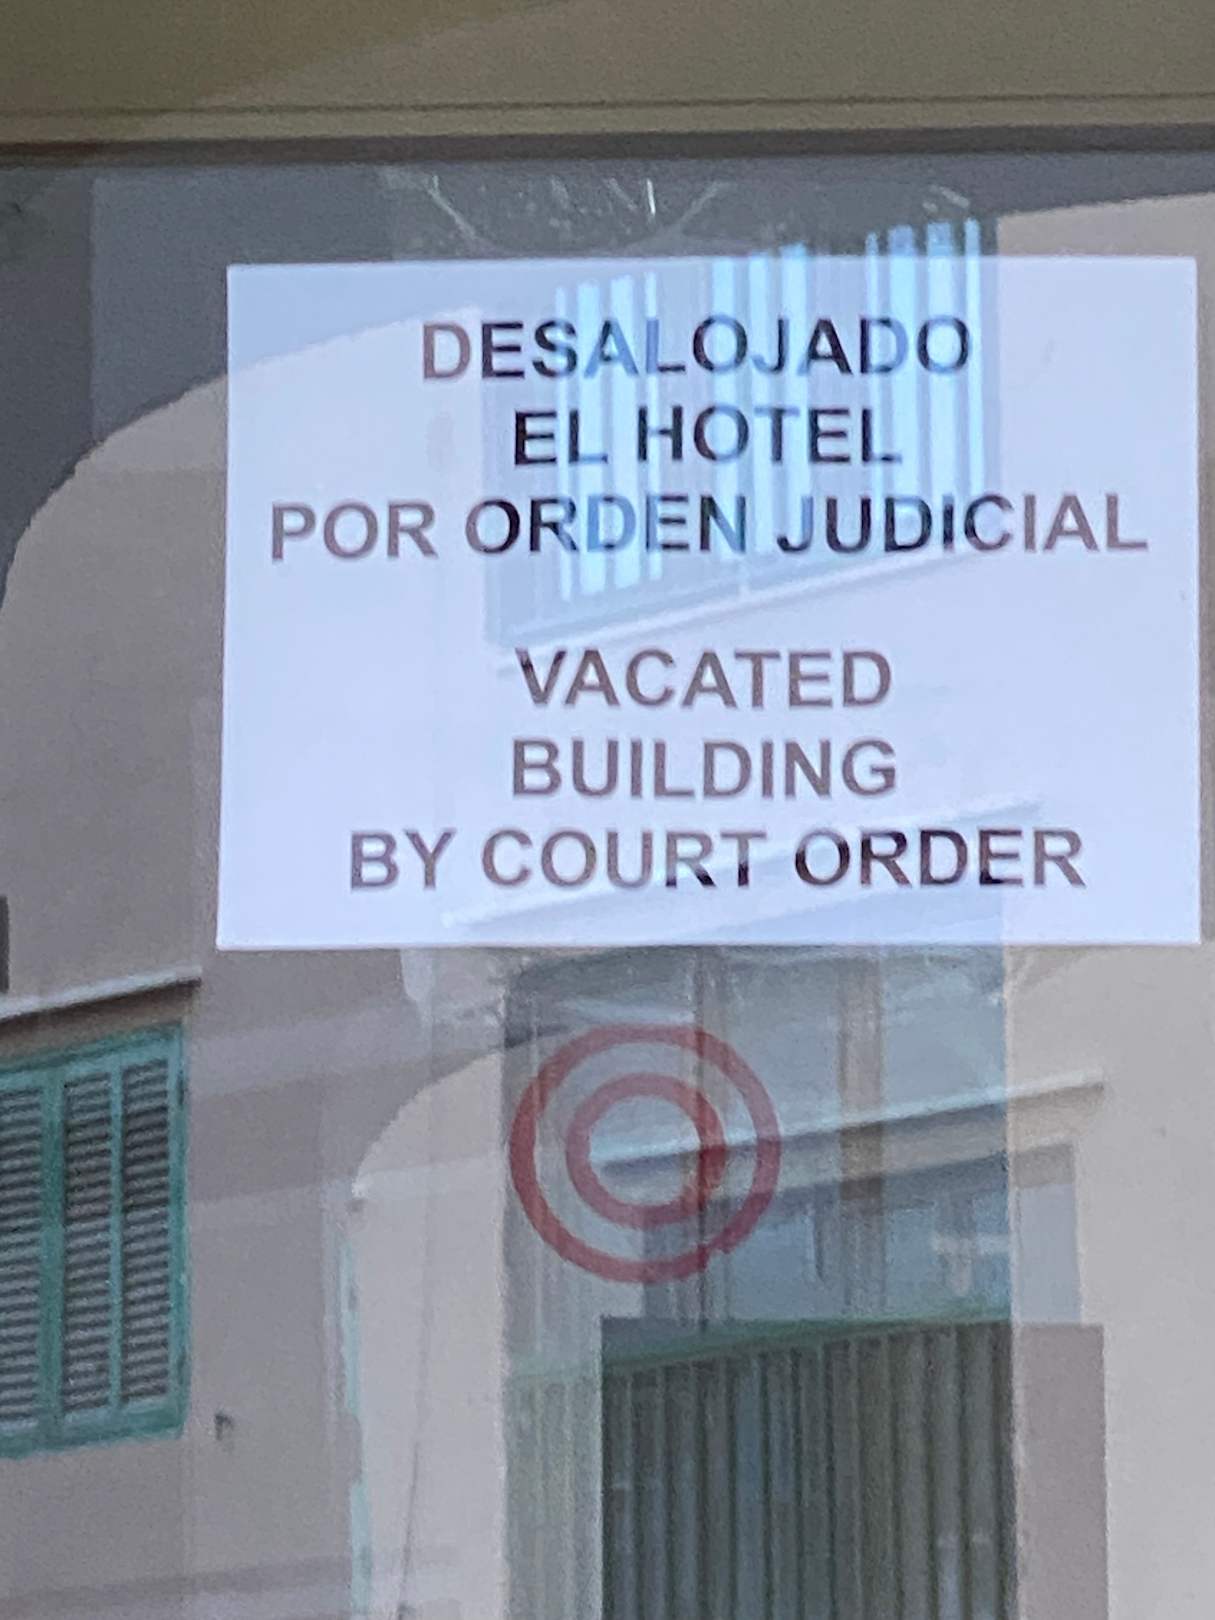 DESALOJADO
EL HOTEL
POR ORDEN JUDICIAL
VACATED
BUILDING
BY COURT ORDER